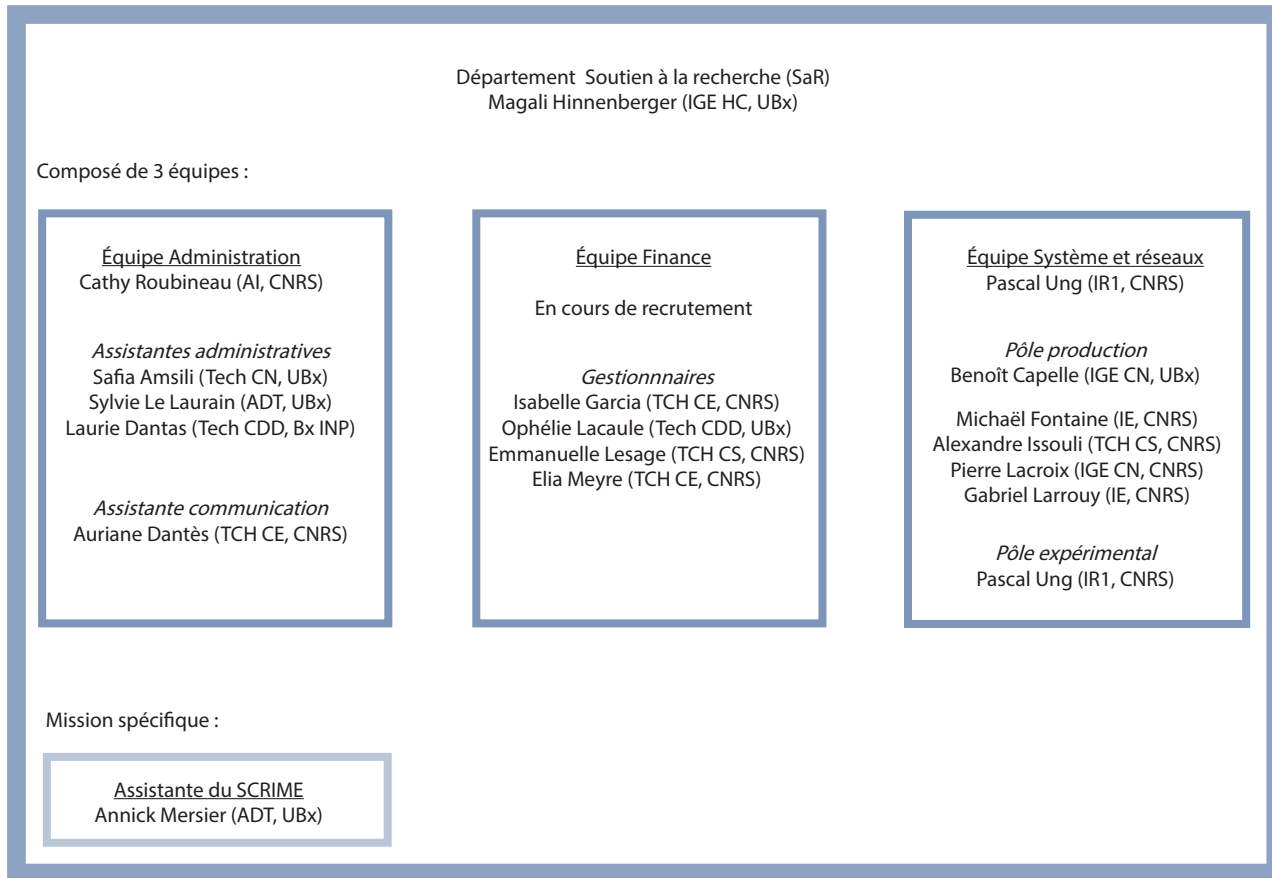 Département Soutien à la recherche (SaR)
Magali Hinnenberger (IGE HC, UBx)
Composé de 3 équipes :
Équipe Administration
Cathy Roubineau (AI, CNRS)
Assistantes administratives
Safia Amsili (Tech CN, UBx)
Sylvie Le Laurain (ADT, UBx)
Laurie Dantas (Tech CDD, Bx INP)
Assistante communication
Auriane Dantès (TCH CE, CNRS)
Équipe Finance
En cours de recrutement
Gestionnnaires
Isabelle Garcia (TCH CE, CNRS)
Ophélie Lacaule (Tech CDD, UBx)
Emmanuelle Lesage (TCH CS, CNRS)
Elia Meyre (TCH CE, CNRS)
Équipe Système et réseaux
Pascal Ung (IR1, CNRS)
Pôle production
Benoît Capelle (IGE CN, UBx)
Michaël Fontaine (IE, CNRS)
Alexandre Issouli (TCH CS, CNRS)
Pierre Lacroix (IGE CN, CNRS)
Gabriel Larrouy (IE, CNRS)
Pôle expérimental
Pascal Ung (IR1, CNRS)
Mission spécifique :
Assistante du SCRIME
Annick Mersier (ADT, UBx)